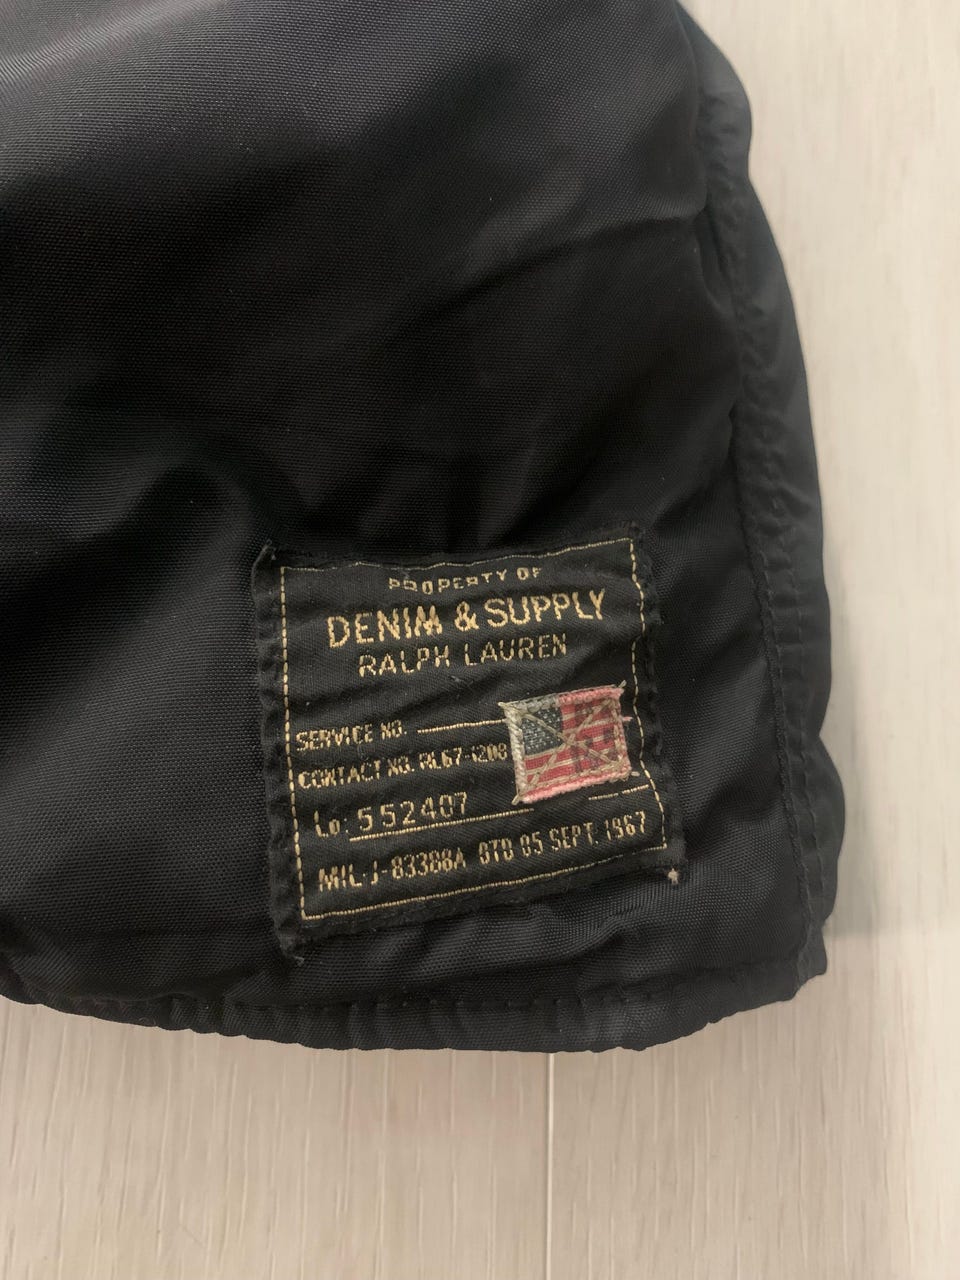 PROPERTY OF
DENIM & SUPPLY
RALPH LAUREN
SERVICE NO.
CONTACT NO. RL67-1208
Lo: 552407
MIL-J-83388A 05 SEPT. 1967